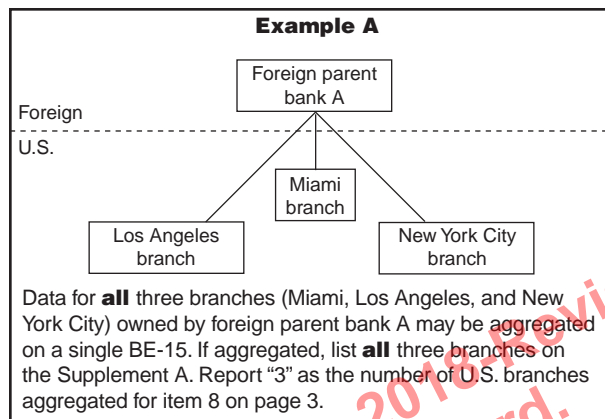 Example A
Foreign parent
bank A
Foreign
U.S.
Miami
branch
Los Angeles
branch
New York City
branch
Data for all three branches (Miami, Los Angeles, and New
York City) owned by foreign parent bank A may be aggregated
on a single BE-15. If aggregated, list all three branches on
the Supplement A. Report “3” as the number of U.S. branches
aggregated for item 8 on page 3.
2018-Revi
rd.